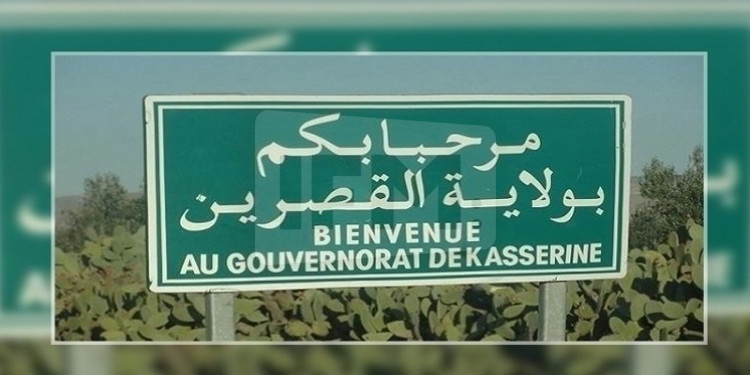 مرحبا بكم
بولاية القصرين
BIENVENUE
AU GOUVERNORAT DE KASSERINE